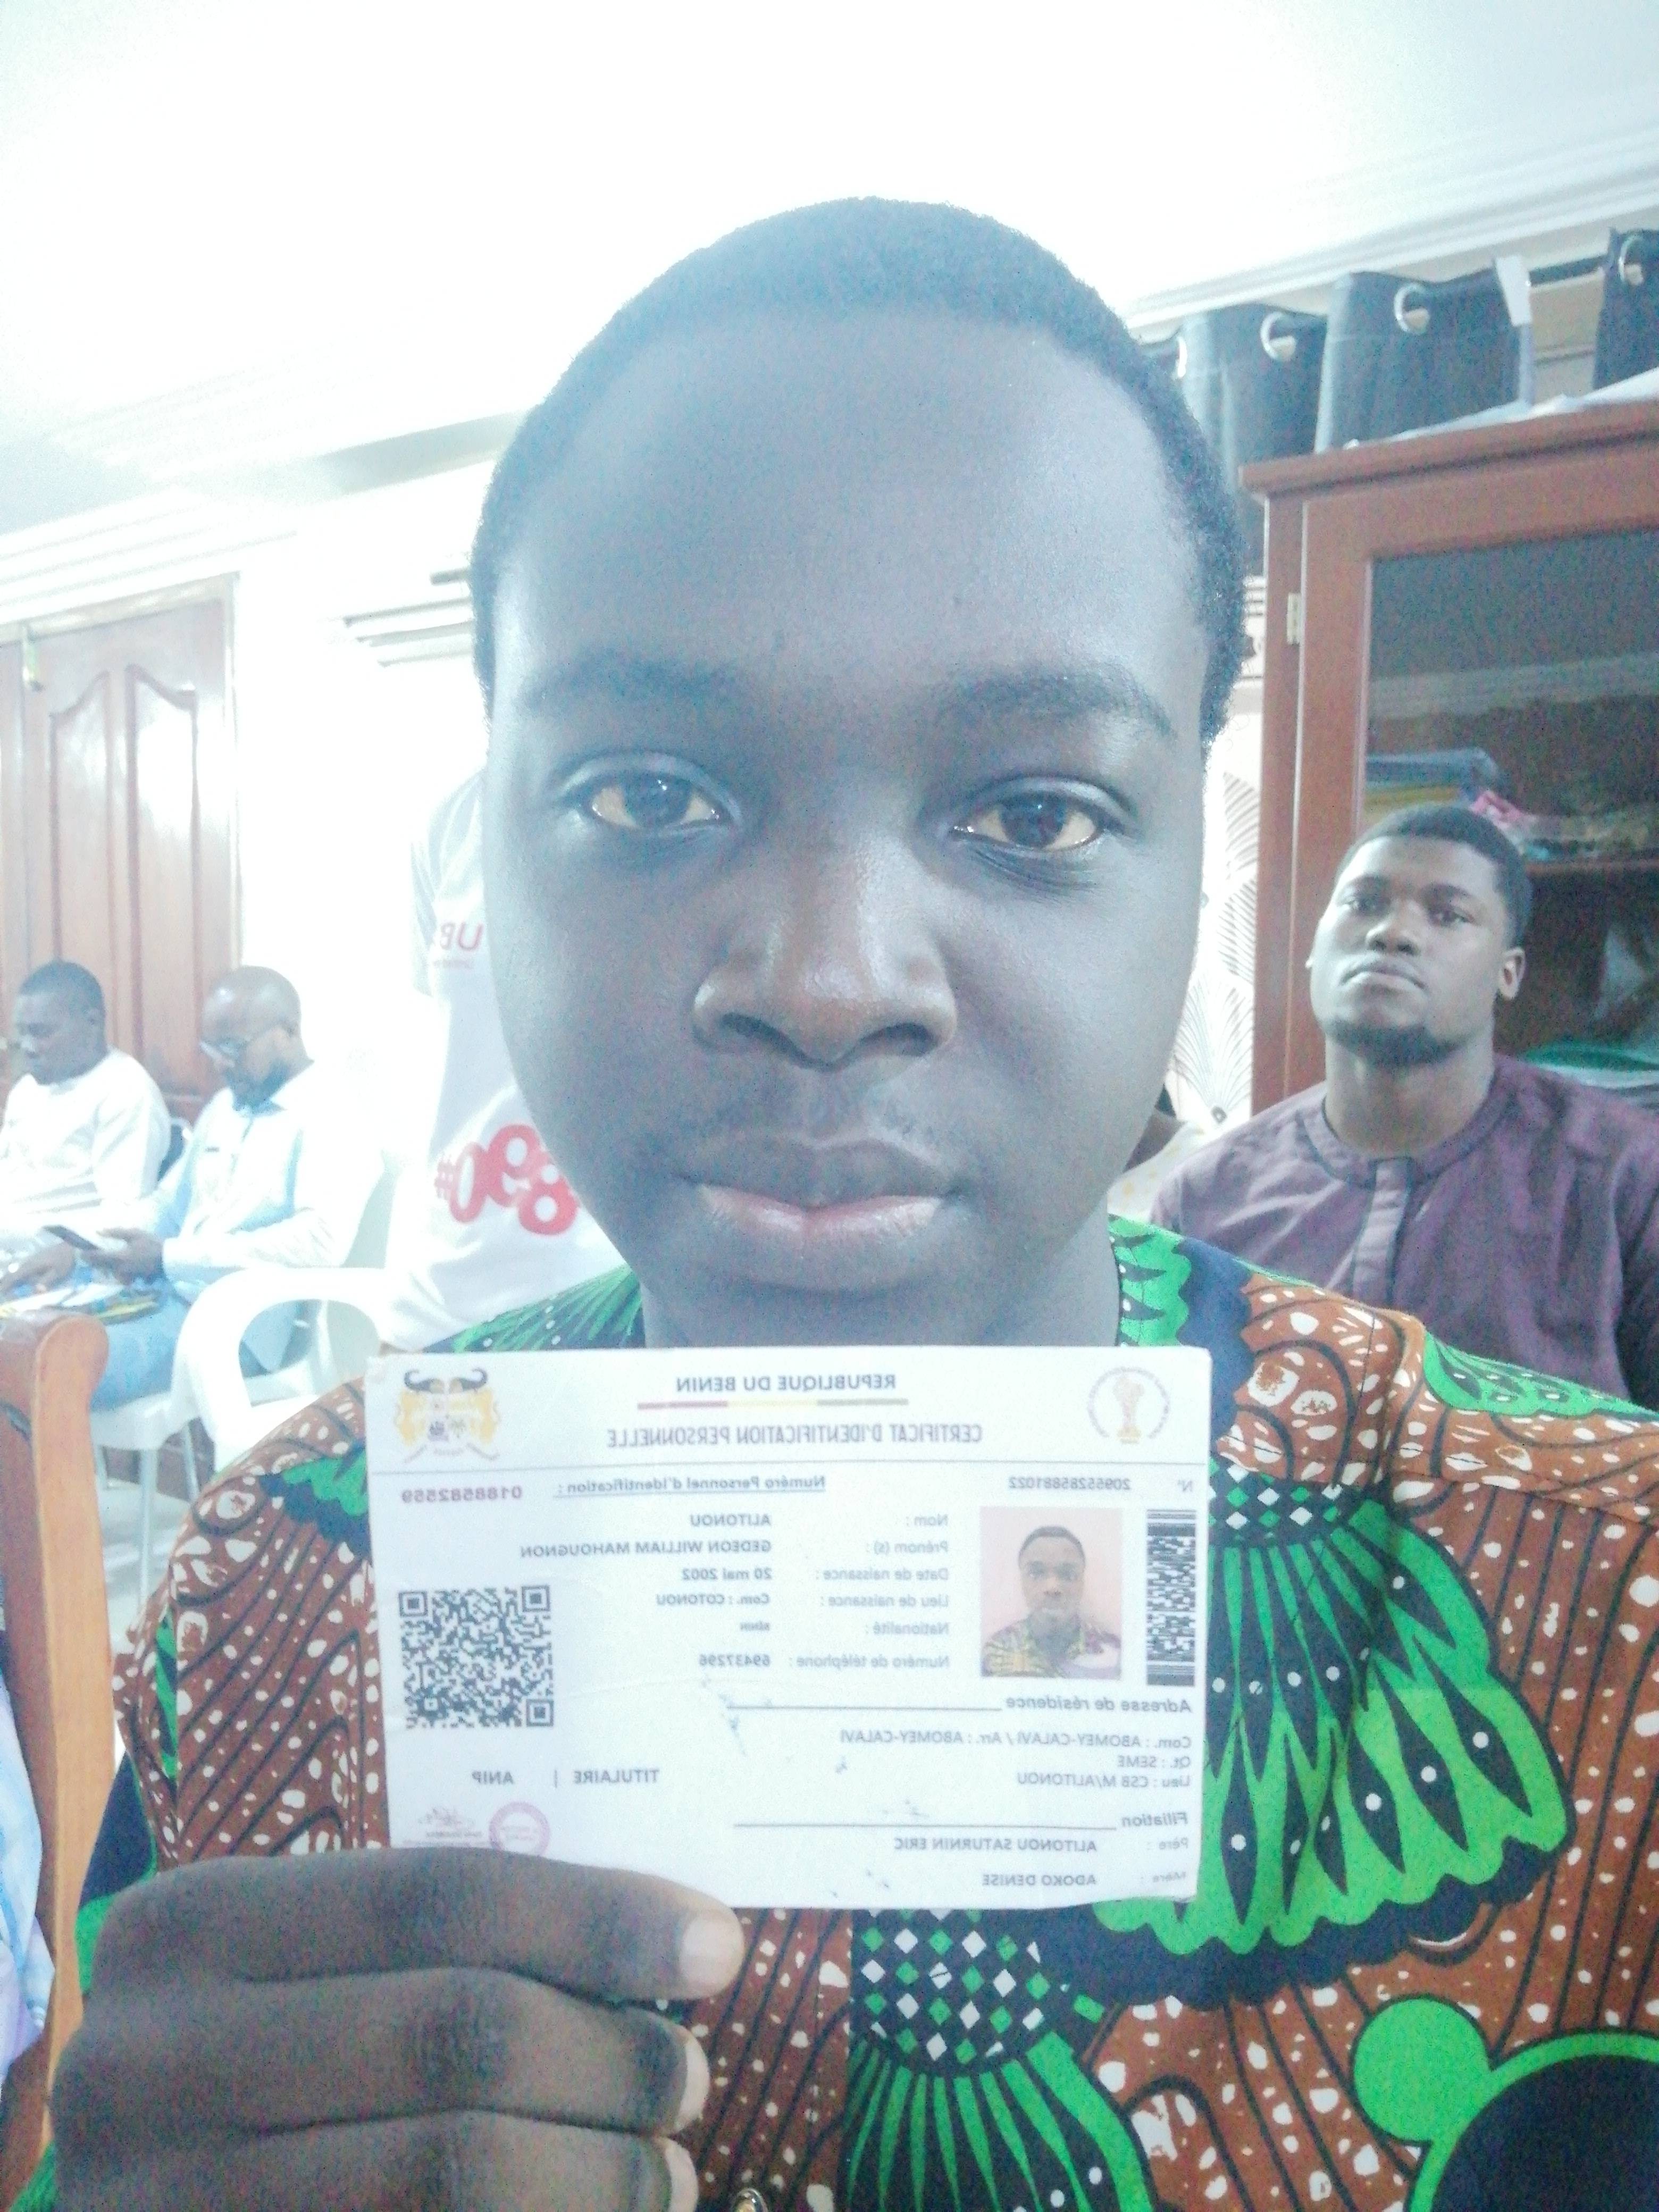 REPUBLIQUE DU BENIN
CERTIFICAT D'IDENTIFICATION PERSONNELLE
N° 20955285881022
Numéro Personnel d'Identification : 0188582559
Nom : ALITONOU
Prénom (s) : GEDEON WILLIAM MAHOUGNON
Date de naissance : 20 mai 2002
Lieu de naissance : Com. : COTONOU
Nationalité : BÉNIN
Numéro de téléphone : 69437296
Adresse de résidence
Com. : ABOMEY-CALAVI / Arr. : ABOMEY-CALAVI
Qt. : SEME
Lieu : CSB M/ALITONOU
TITULAIRE | ANIP
Filiation
Père : ALITONOU SATURNIN ERIC
Mère : ADOKO DENISE
UB
890#